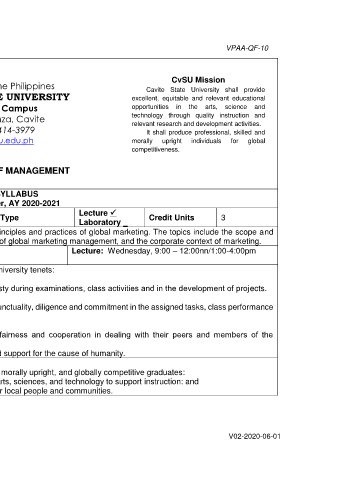 VPAA-QF-10
ne Philippines
E UNIVERSITY
Campus
za, Cavite
414-3979
u.edu.ph
CvSU Mission
Cavite State University shall provide
excellent, equitable and relevant educational
opportunities in the arts, science and
technology through quality instruction and
relevant research and development activities.
It shall produce professional, skilled and
morally upright individuals for global
competitiveness.
F MANAGEMENT
YLLABUS
r, AY 2020-2021
Type
Lecture ✓
Laboratory _
Credit Units
3
inciples and practices of global marketing. The topics include the scope and
of global marketing management, and the corporate context of marketing.
Lecture: Wednesday, 9:00 – 12:00nn/1:00-4:00pm
niversity tenets:
sty during examinations, class activities and in the development of projects.
unctuality, diligence and commitment in the assigned tasks, class performance
fairness and cooperation in dealing with their peers and members of the
d support for the cause of humanity.
morally upright, and globally competitive graduates:
rts, sciences, and technology to support instruction: and
r local people and communities.
V02-2020-06-01